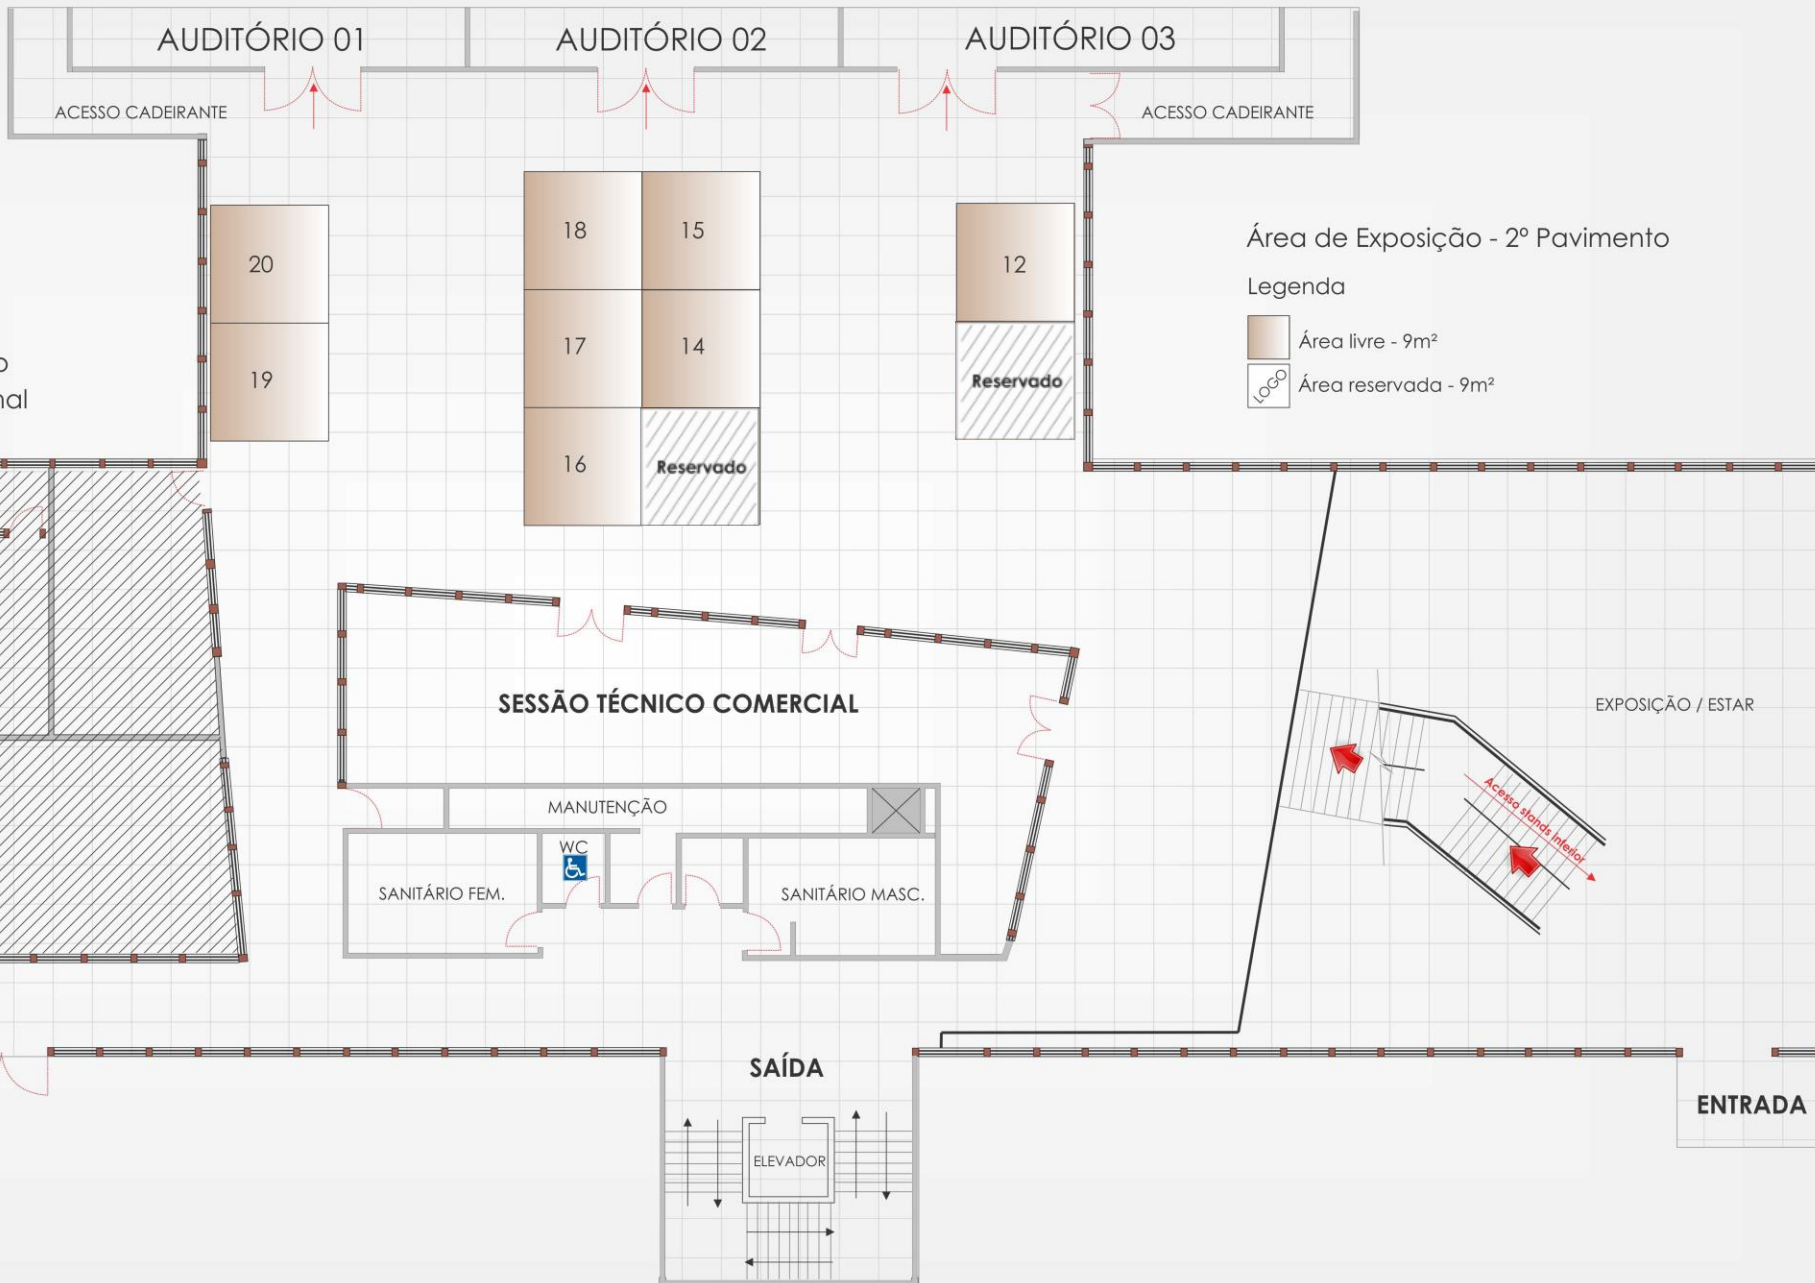 AUDITÓRIO 01
AUDITÓRIO 02
AUDITÓRIO 03
ACESSO CADEIRANTE
ACESSO CADEIRANTE
20
19
18
15
17
14
16
Reservado
12
Reservado
Área de Exposição - 2º Pavimento
Legenda
Área livre - 9m²
LOGO
Área reservada - 9m²
SESSÃO TÉCNICO COMERCIAL
EXPOSIÇÃO / ESTAR
Acesso stands inferior
MANUTENÇÃO
WC
SANITÁRIO FEM.
SANITÁRIO MASC.
SAÍDA
ELEVADOR
ENTRADA